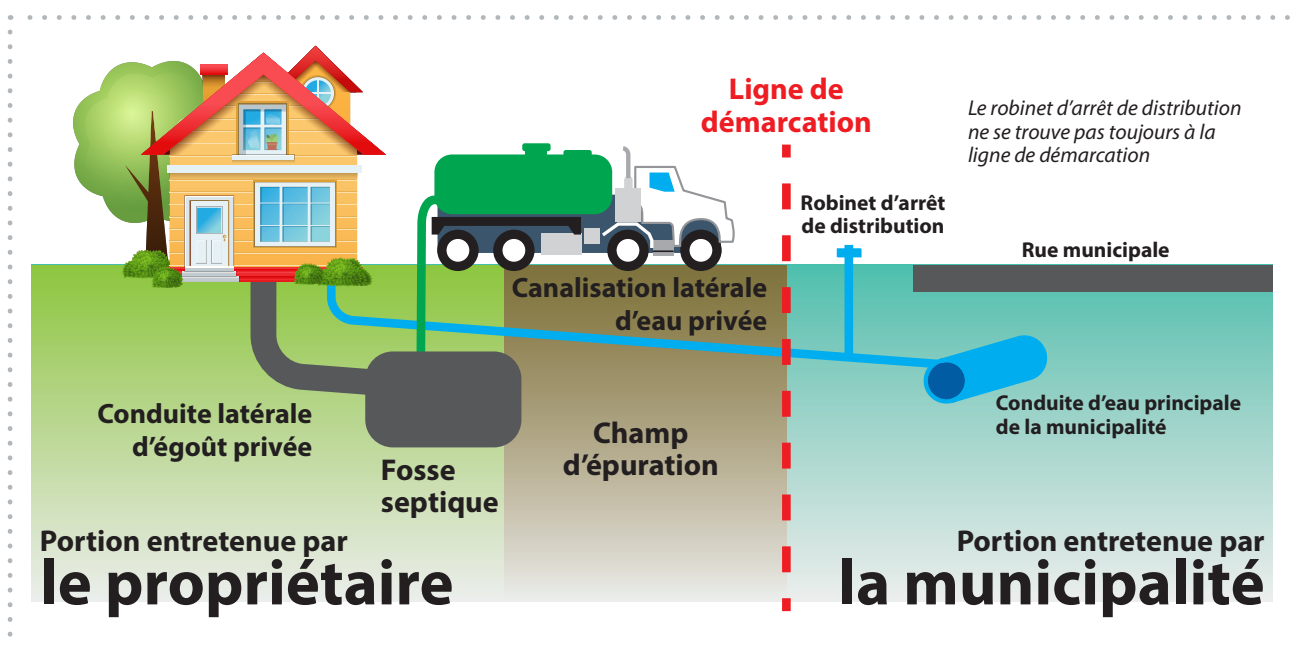 Ligne de
démarcation
Le robinet d'arrêt de distribution
ne se trouve pas toujours à la
ligne de démarcation
Robinet d'arrêt
de distribution
Rue municipale
Canalisation latérale
d'eau privée
Conduite latérale
d'égoût privée
Fosse
septique
Champ
d'épuration
Conduite d'eau principale
de la municipalité
Portion entretenue par
le propriétaire
Portion entretenue par
la municipalité